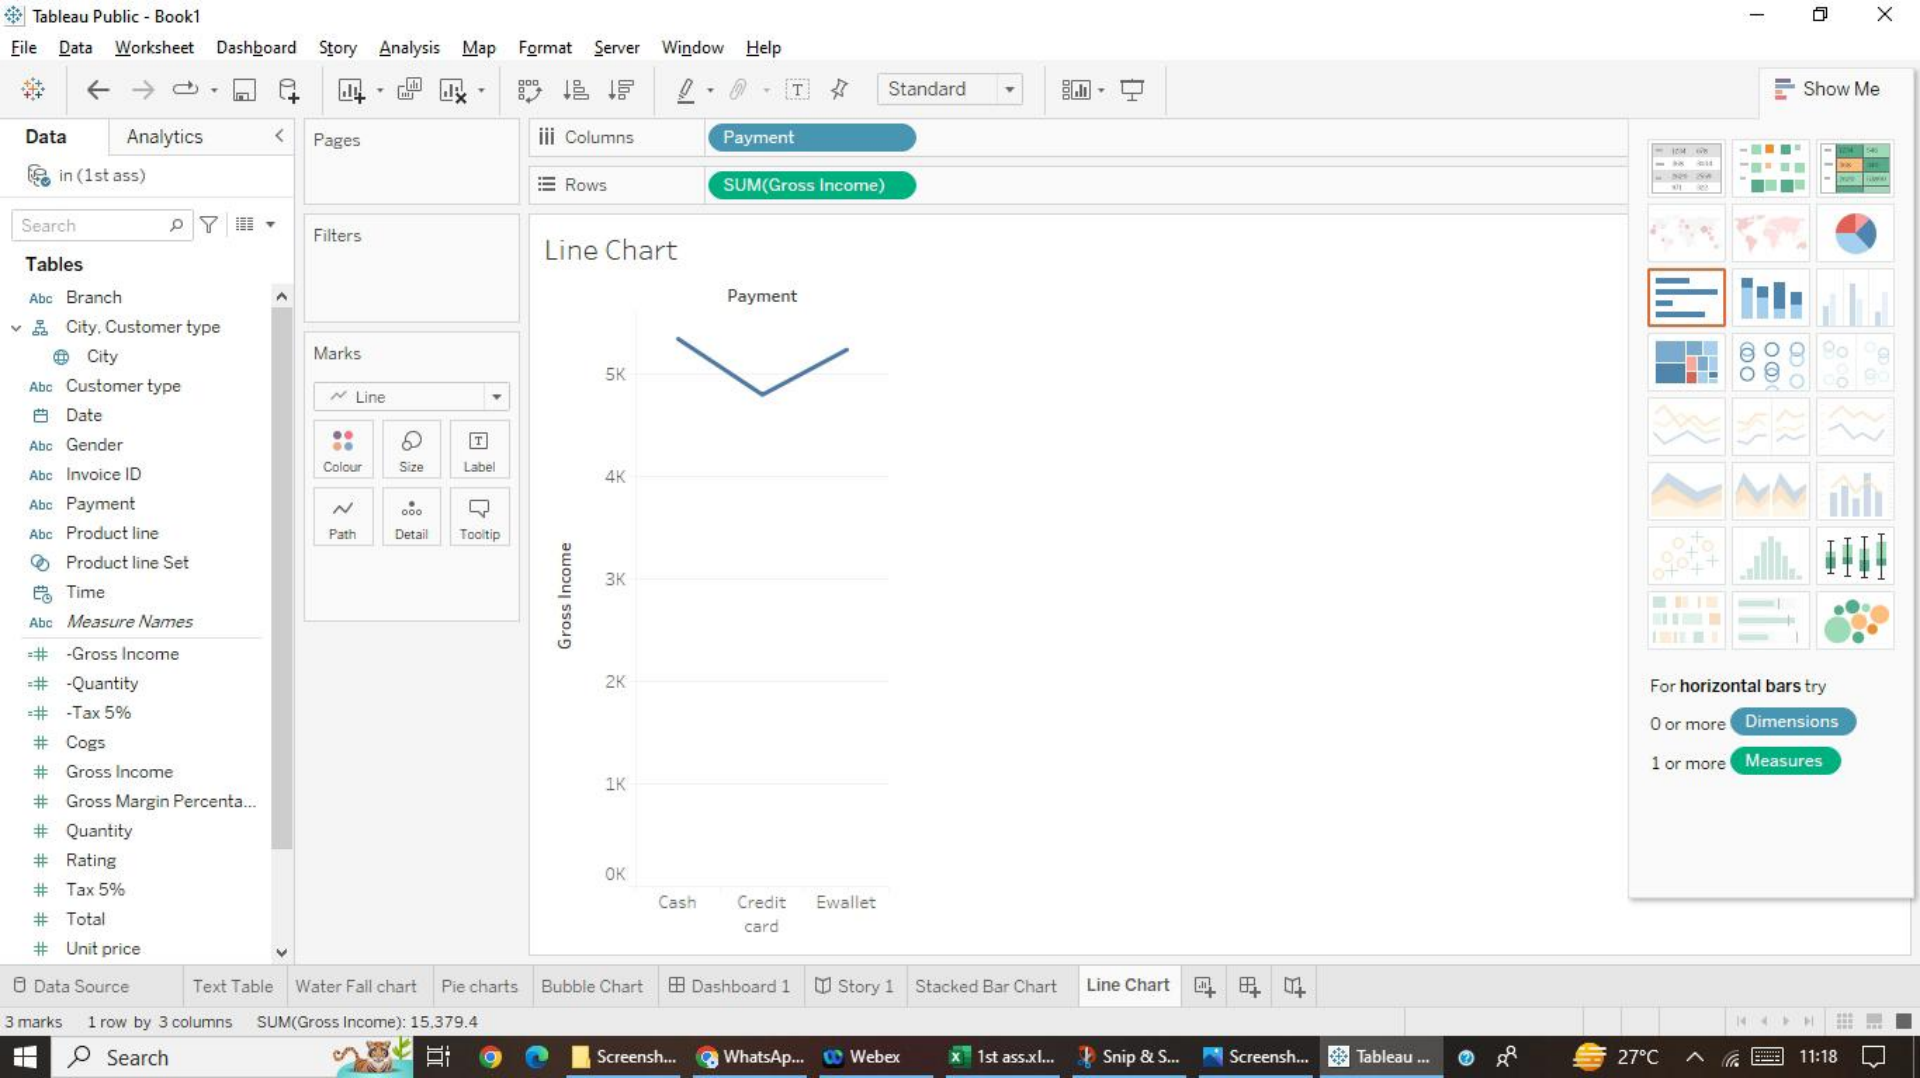 Tableau Public - Book1
File Data Worksheet Dashboard Story Analysis Map Format Server Window Help
Standard
Show Me
Data Analytics
in (1st ass)
Search
Tables
Abc Branch
City, Customer type
City
Abc Customer type
Date
Abc Gender
Abc Invoice ID
Abc Payment
Abc Product line
Product line Set
Time
Abc Measure Names
=# -Gross Income
=# -Quantity
=# -Tax 5%
# Cogs
# Gross Income
# Gross Margin Percenta...
# Quantity
# Rating
# Tax 5%
# Total
# Unit price
Pages
Filters
Marks
Line
Colour Size Label
Path Detail Tooltip
Columns Payment
Rows SUM(Gross Income)
Line Chart
Payment
Gross Income
5K
4K
3K
2K
1K
0K
Cash Credit card Ewallet
For horizontal bars try
0 or more Dimensions
1 or more Measures
Data Source Text Table Water Fall chart Pie charts Bubble Chart Dashboard 1 Story 1 Stacked Bar Chart Line Chart
3 marks 1 row by 3 columns SUM(Gross Income): 15,379.4
Search Screensh... WhatsAp... Webex 1st ass.xl... Snip & S... Screensh... Tableau ... 27°C 11:18